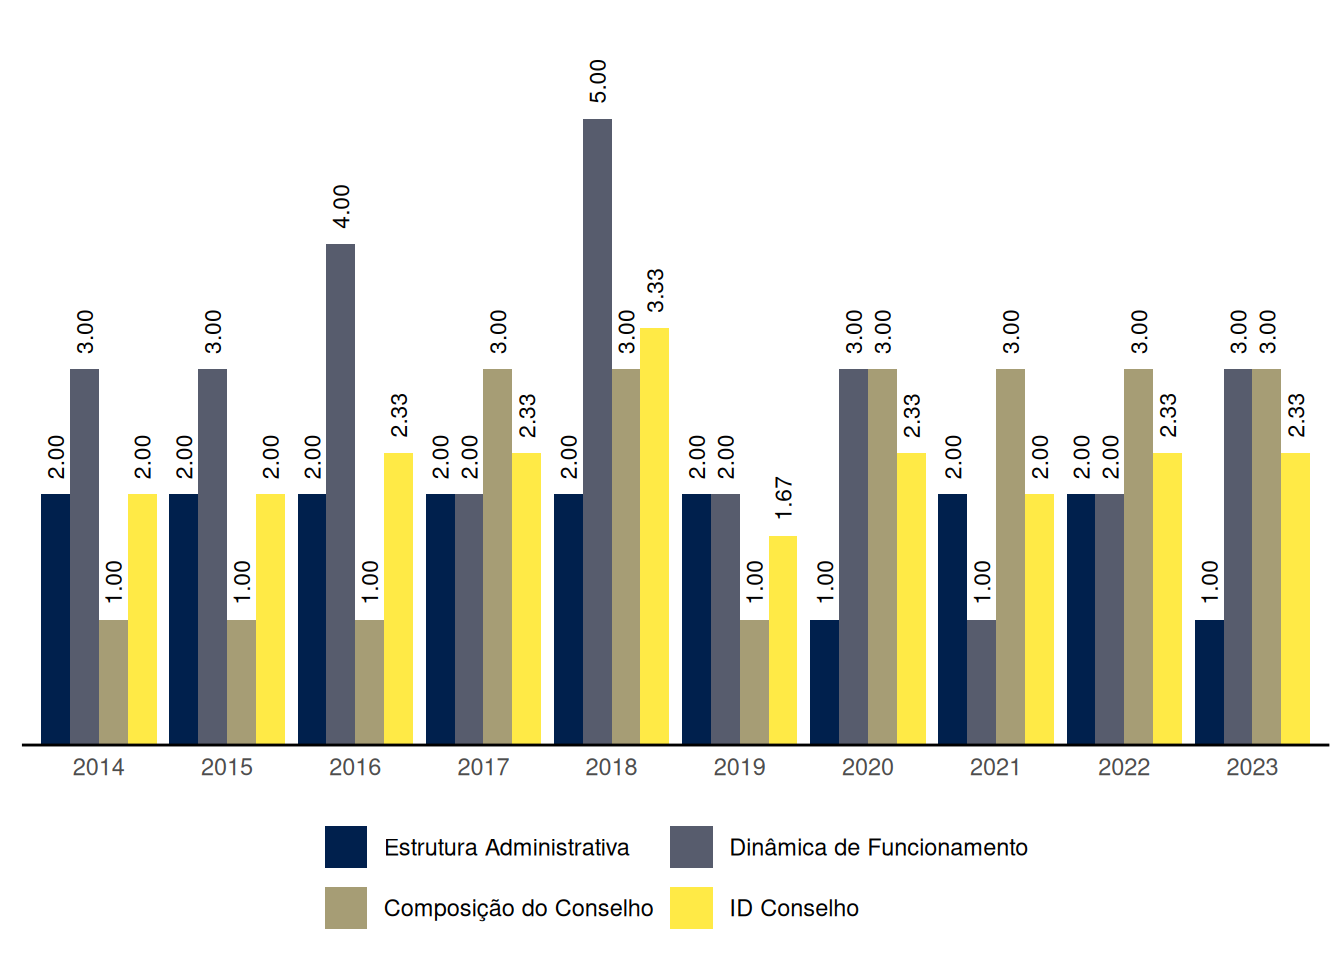 2.00 3.00 1.00 2.00 2.00 3.00 1.00 2.00 2.00 4.00 1.00 2.33 2.00 2.00 3.00 2.33 2.00 5.00 3.00 3.33 2.00 2.00 1.00 1.67 1.00 3.00 3.00 2.33 2.00 1.00 3.00 2.00 2.00 2.00 3.00 2.33 1.00 3.00 3.00 2.33
2014 2015 2016 2017 2018 2019 2020 2021 2022 2023
Estrutura Administrativa Dinâmica de Funcionamento
Composição do Conselho ID Conselho